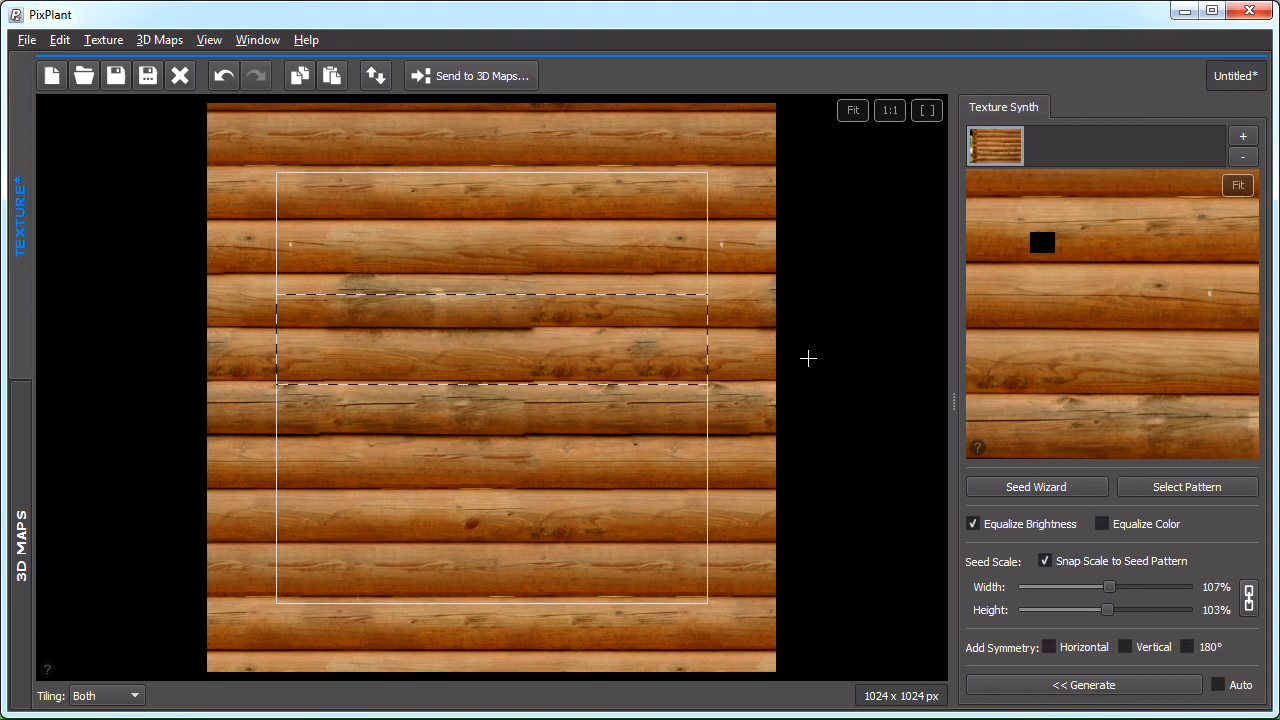 PixPlant
File Edit Texture 3D Maps View Window Help
Send to 3D Maps...
Untitled*
Fit
1:1
[ ]
TEXTURE*
3D MAPS
?
Tiling: Both
1024 x 1024 px
Texture Synth
+
-
Fit
?
Seed Wizard
Select Pattern
Equalize Brightness
Equalize Color
Seed Scale:
Snap Scale to Seed Pattern
Width: 107%
Height: 103%
Add Symmetry: Horizontal Vertical 180°
<< Generate
Auto